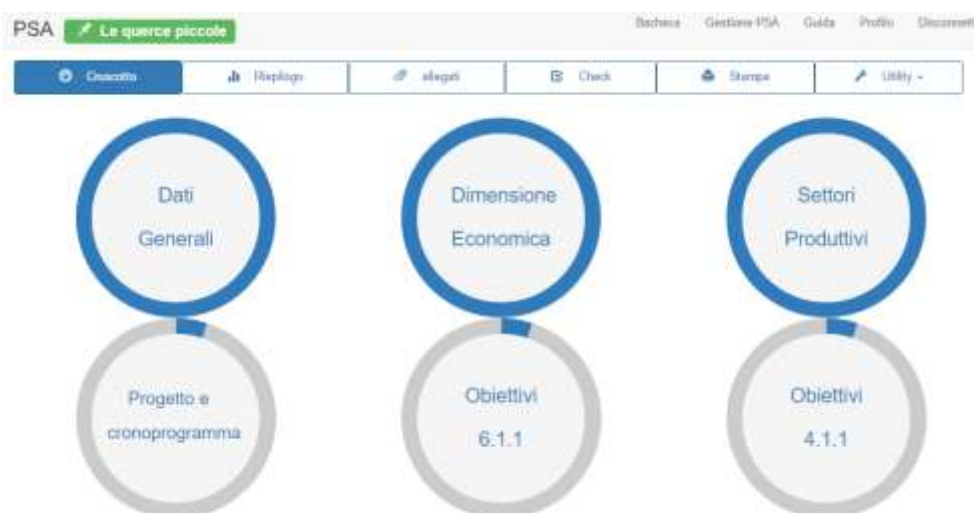 PSA Le querce piccole
Bacheca Gestione PSA Guida Profilo Disconnetti
Cruscotto Riepilogo allegati Check Stampa Utility
Dati
Generali
Dimensione
Economica
Settori
Produttivi
Progetto e
cronoprogramma
Obiettivi
6.1.1
Obiettivi
4.1.1